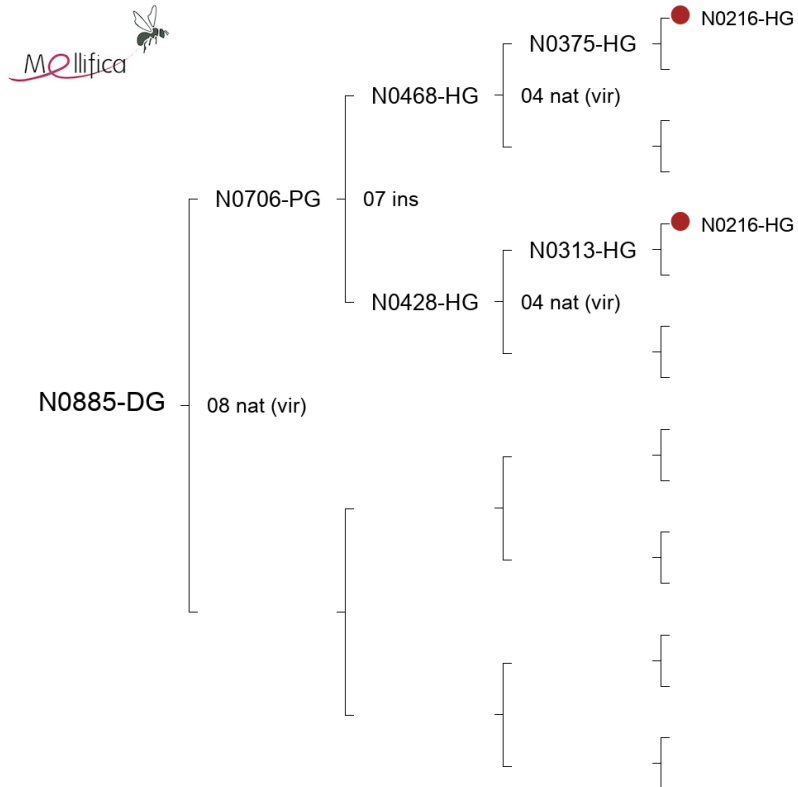 Mellifica
N0216-HG
N0375-HG
N0468-HG
04 nat (vir)
N0706-PG
07 ins
N0216-HG
N0313-HG
N0428-HG
04 nat (vir)
N0885-DG
08 nat (vir)